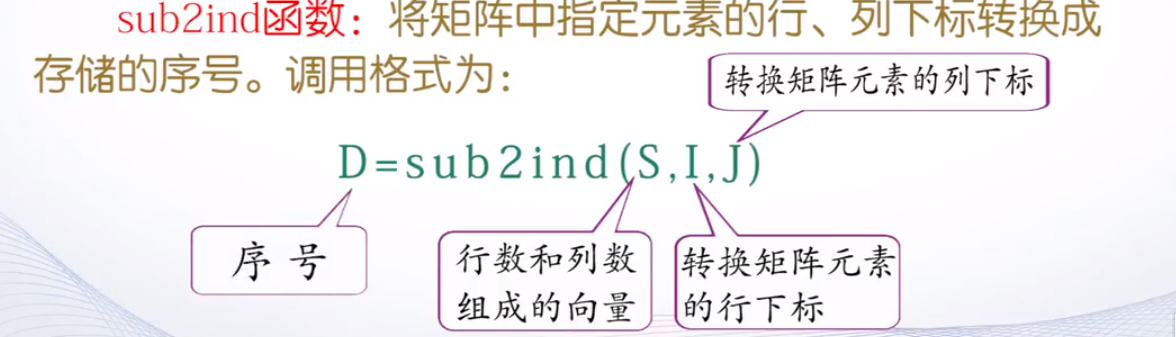 sub2ind函数：将矩阵中指定元素的行、列下标转换成
存储的序号。调用格式为：
转换矩阵元素的列下标
D=sub2ind(S,I,J)
序号
行数和列数
组成的向量
转换矩阵元素
的行下标